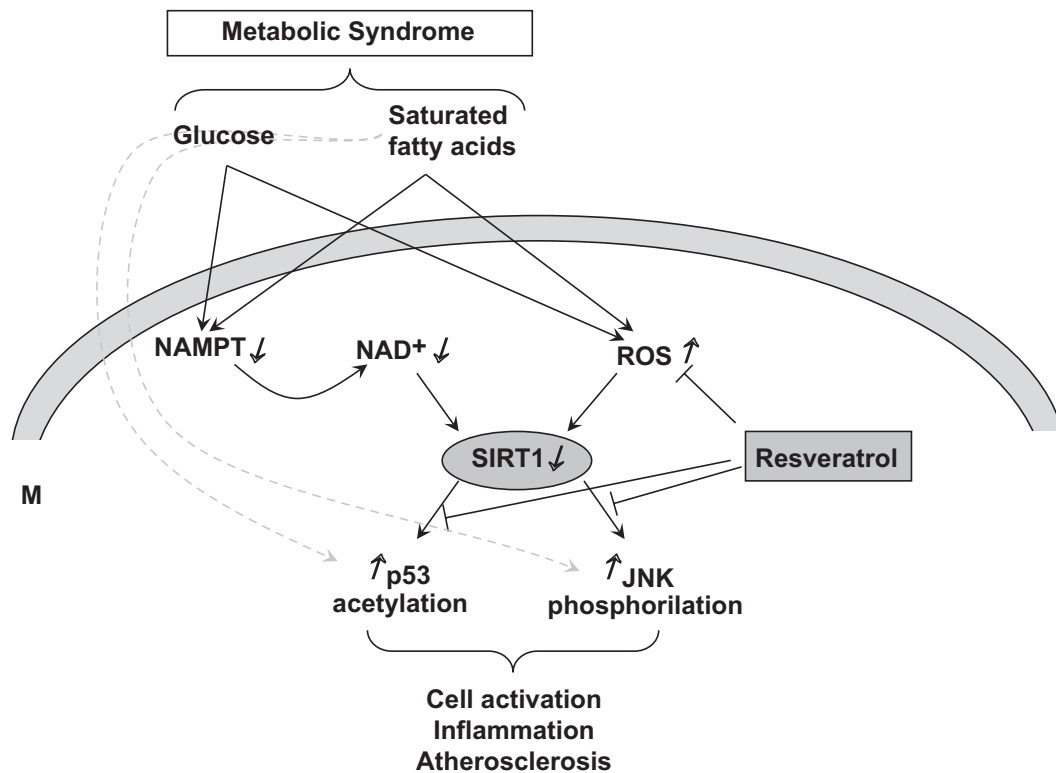 Metabolic Syndrome
Glucose
Saturated
fatty acids
NAMPT
NAD+
ROS
SIRT1
Resveratrol
M
p53
acetylation
JNK
phosphorilation
Cell activation
Inflammation
Atherosclerosis